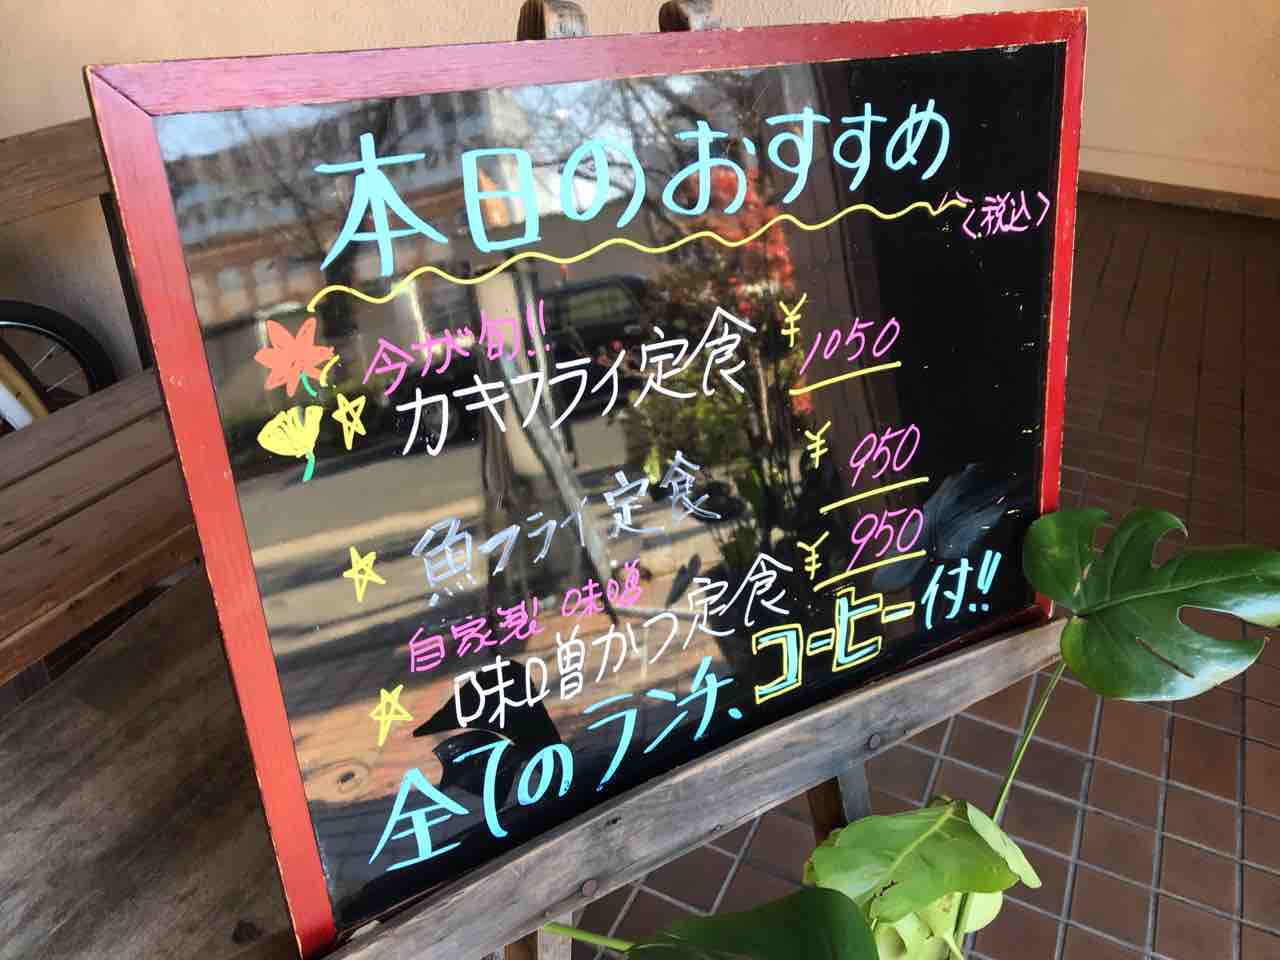 本日のおすすめ
〈税込〉
今が旬!!
カキフライ定食 ¥1050
魚フライ定食 ¥950
自家製!味噌
味噌かつ定食 ¥950
全てのランチ、コーヒー付!!